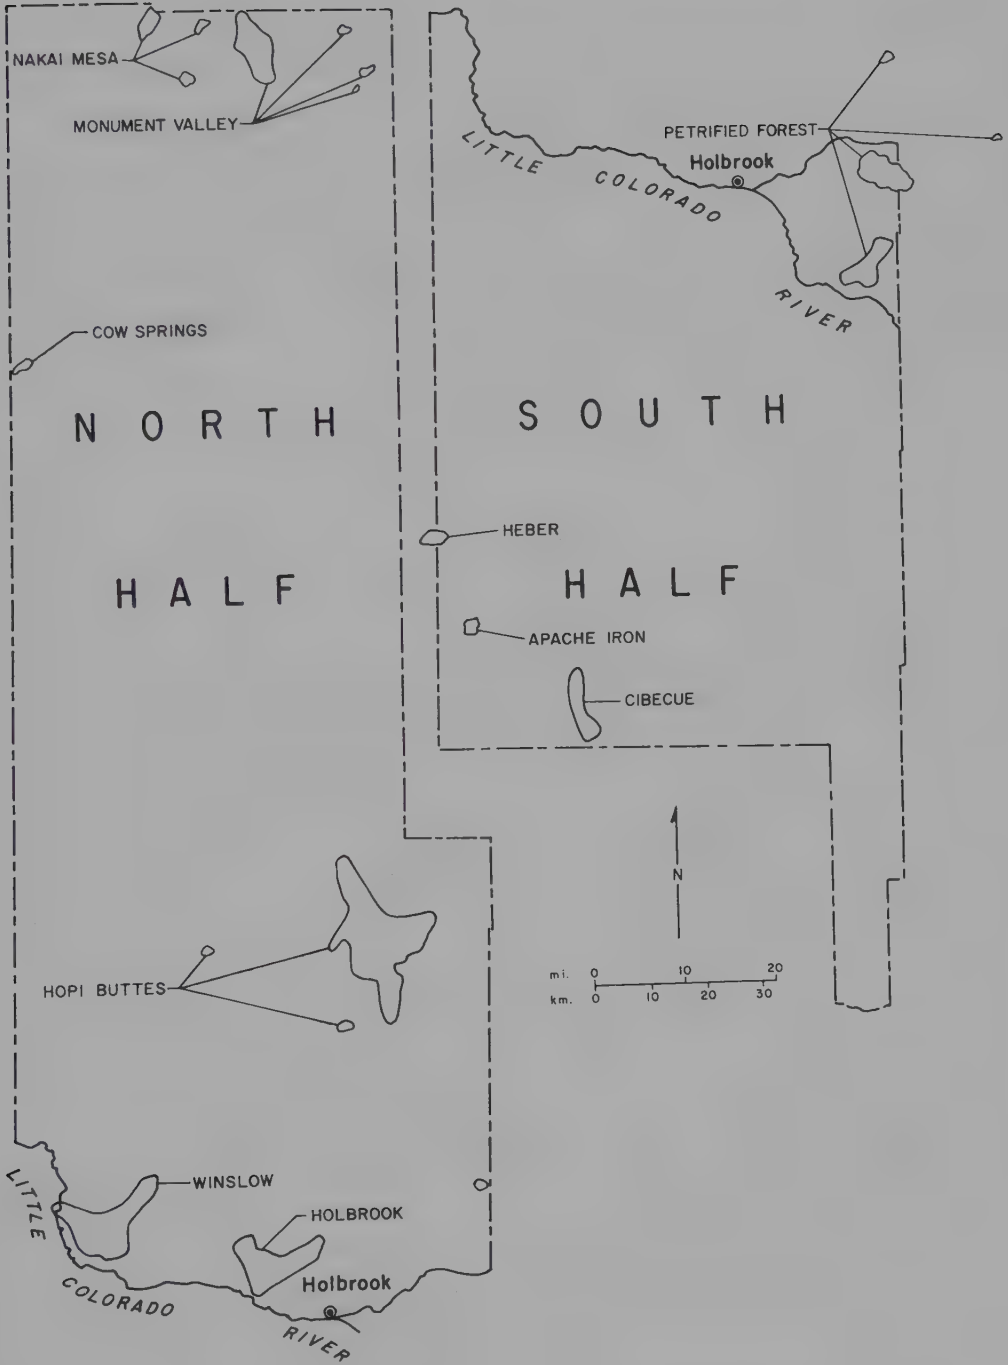 NAKAI MESA
MONUMENT VALLEY
COW SPRINGS
NORTH
HALF
HOPI BUTTES
WINSLOW
HOLBROOK
Holbrook
LITTLE
COLORADO
RIVER
PETRIFIED FOREST
Holbrook
LITTLE
COLORADO
RIVER
SOUTH
HALF
HEBER
APACHE IRON
CIBECUE
N
mi. 0 10 20
km. 0 10 20 30